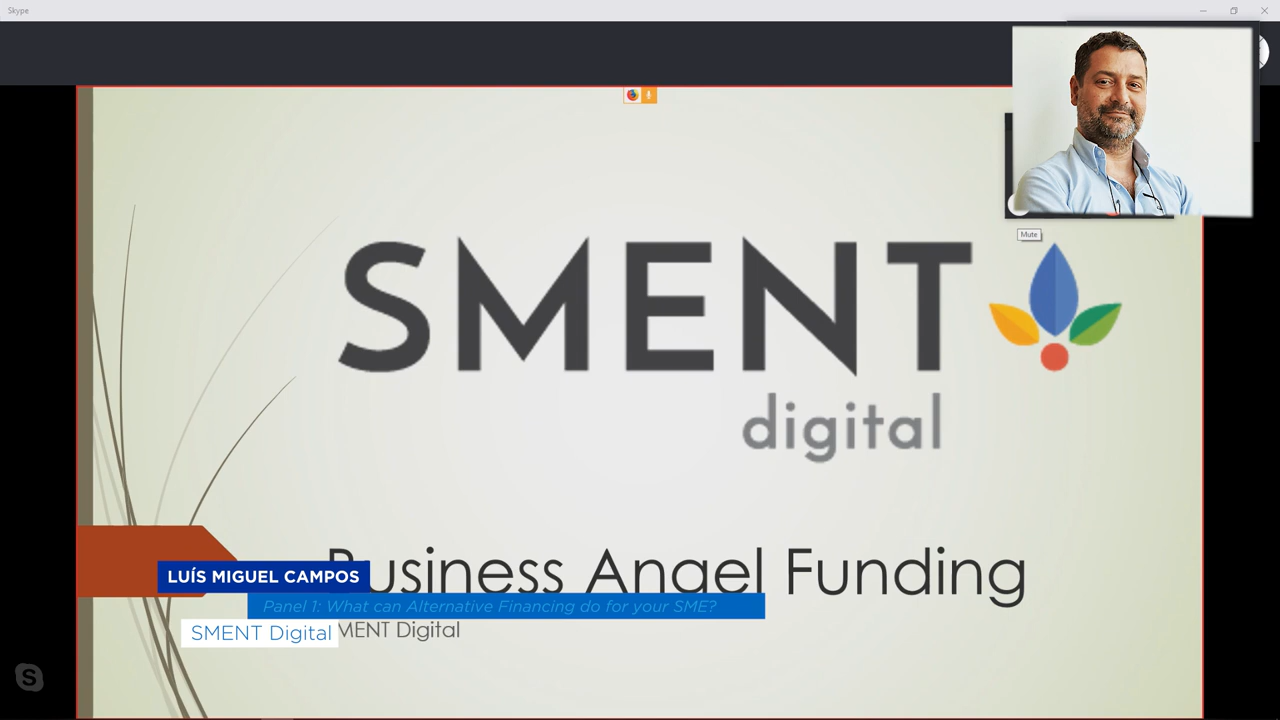 Skype
Mute
SMENT
digital
Business Angel Funding
LUÍS MIGUEL CAMPOS
Panel 1: What can Alternative Financing do for your SME?
SMENT Digital
MENT Digital
S